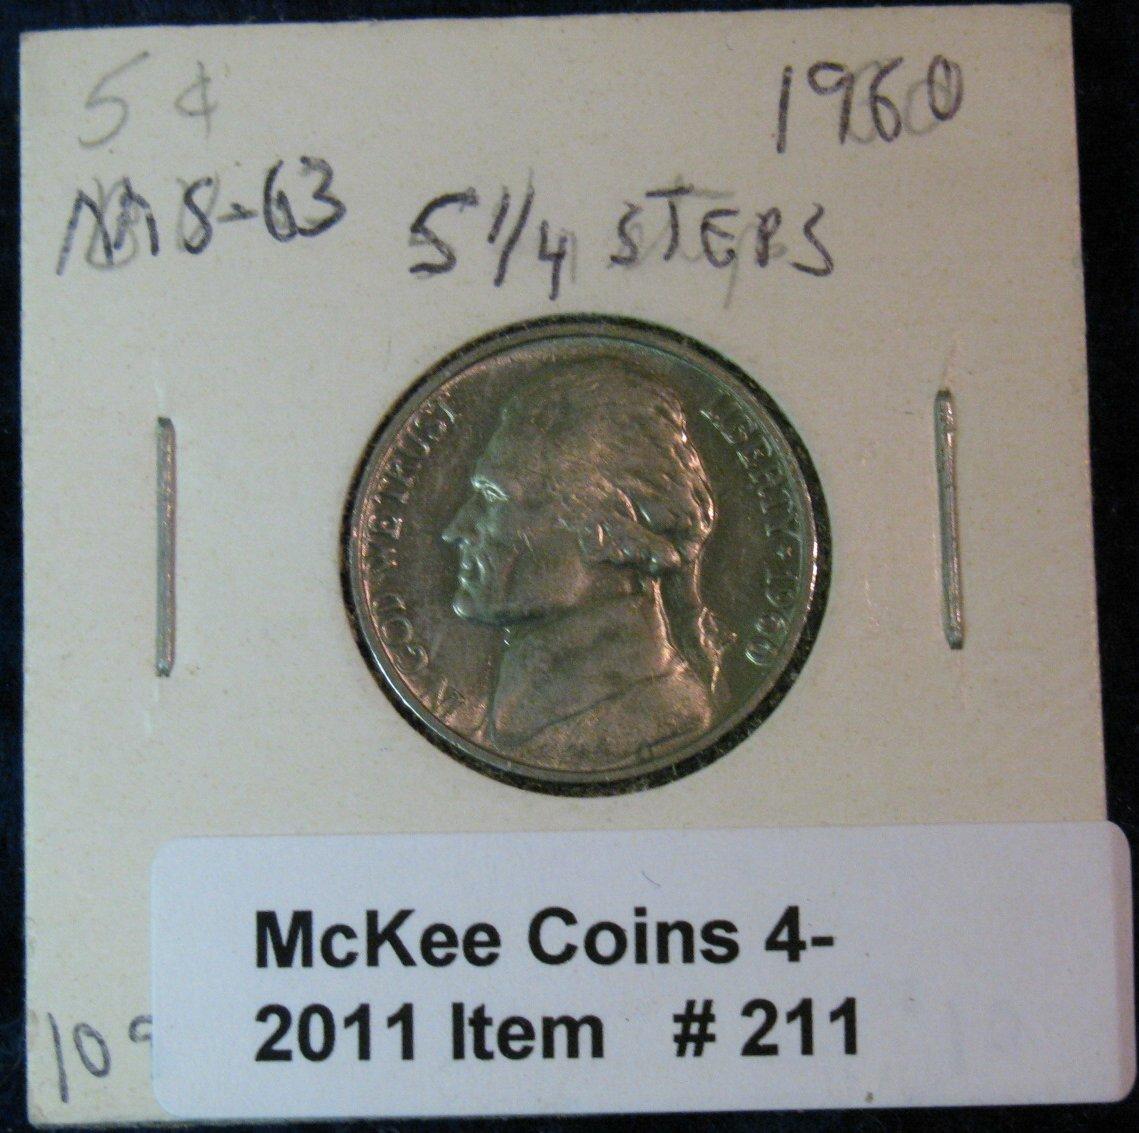 5¢ 1960
MS-63 5 1/4 STEPS
IN GOD WE TRUST
LIBERTY ★ 1960
McKee Coins 4-
2011 Item # 211